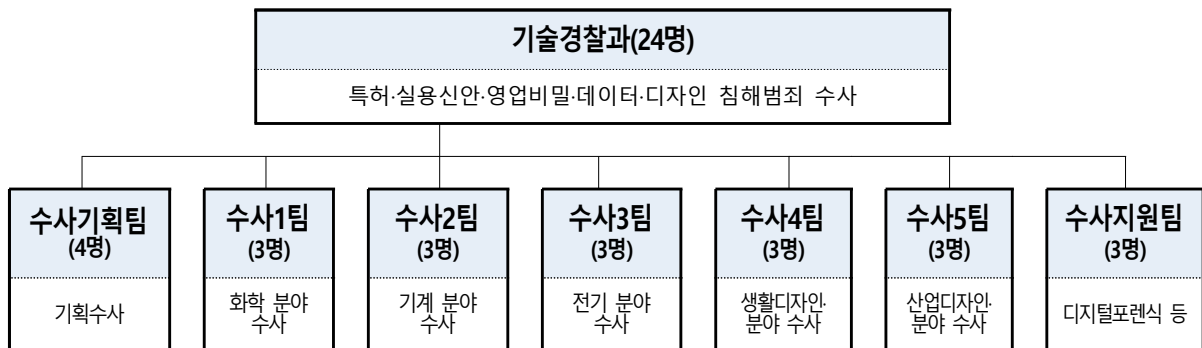 기술경찰과(24명)
특허·실용신안·영업비밀·데이터·디자인 침해범죄 수사
수사기획팀
(4명)
기획수사
수사1팀
(3명)
화학 분야
수사
수사2팀
(3명)
기계 분야
수사
수사3팀
(3명)
전기 분야
수사
수사4팀
(3명)
생활디자인·
분야 수사
수사5팀
(3명)
산업디자인·
분야 수사
수사지원팀
(3명)
디지털포렌식 등